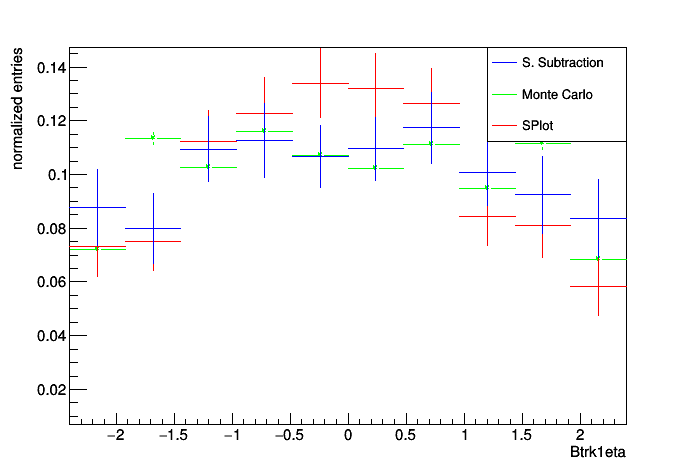 normalized entries
0.14
0.12
0.1
0.08
0.06
0.04
0.02
S. Subtraction
Monte Carlo
SPlot
−2 −1.5 −1 −0.5 0 0.5 1 1.5 2
Btrk1eta